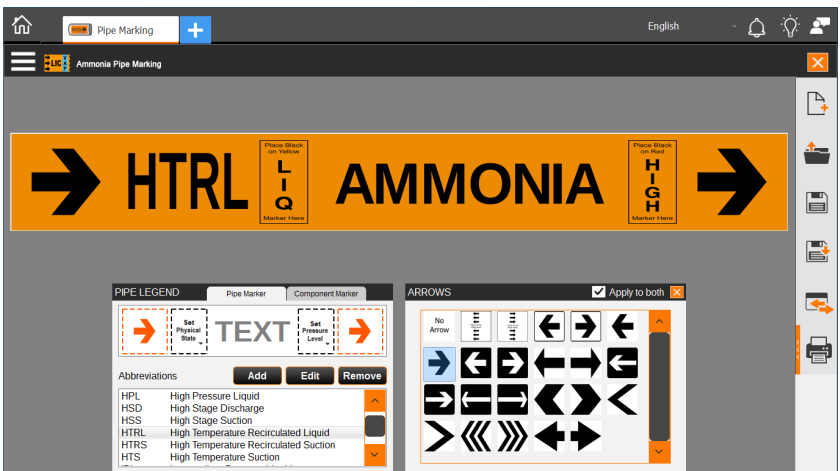 Pipe Marking
English
LIC
Ammonia Pipe Marking
HTRL
Place Black
on Yellow
L
I
Q
Marker Here
AMMONIA
Place Black
on Red
H
I
G
H
Marker Here
PIPE LEGEND
Pipe Marker
Component Marker
Set
Physical
State
TEXT
Set
Pressure
Level
Abbreviations
Add
Edit
Remove
HPL High Pressure Liquid
HSD High Stage Discharge
HSS High Stage Suction
HTRL High Temperature Recirculated Liquid
HTRS High Temperature Recirculated Suction
HTS High Temperature Suction
ARROWS
Apply to both
No
Arrow